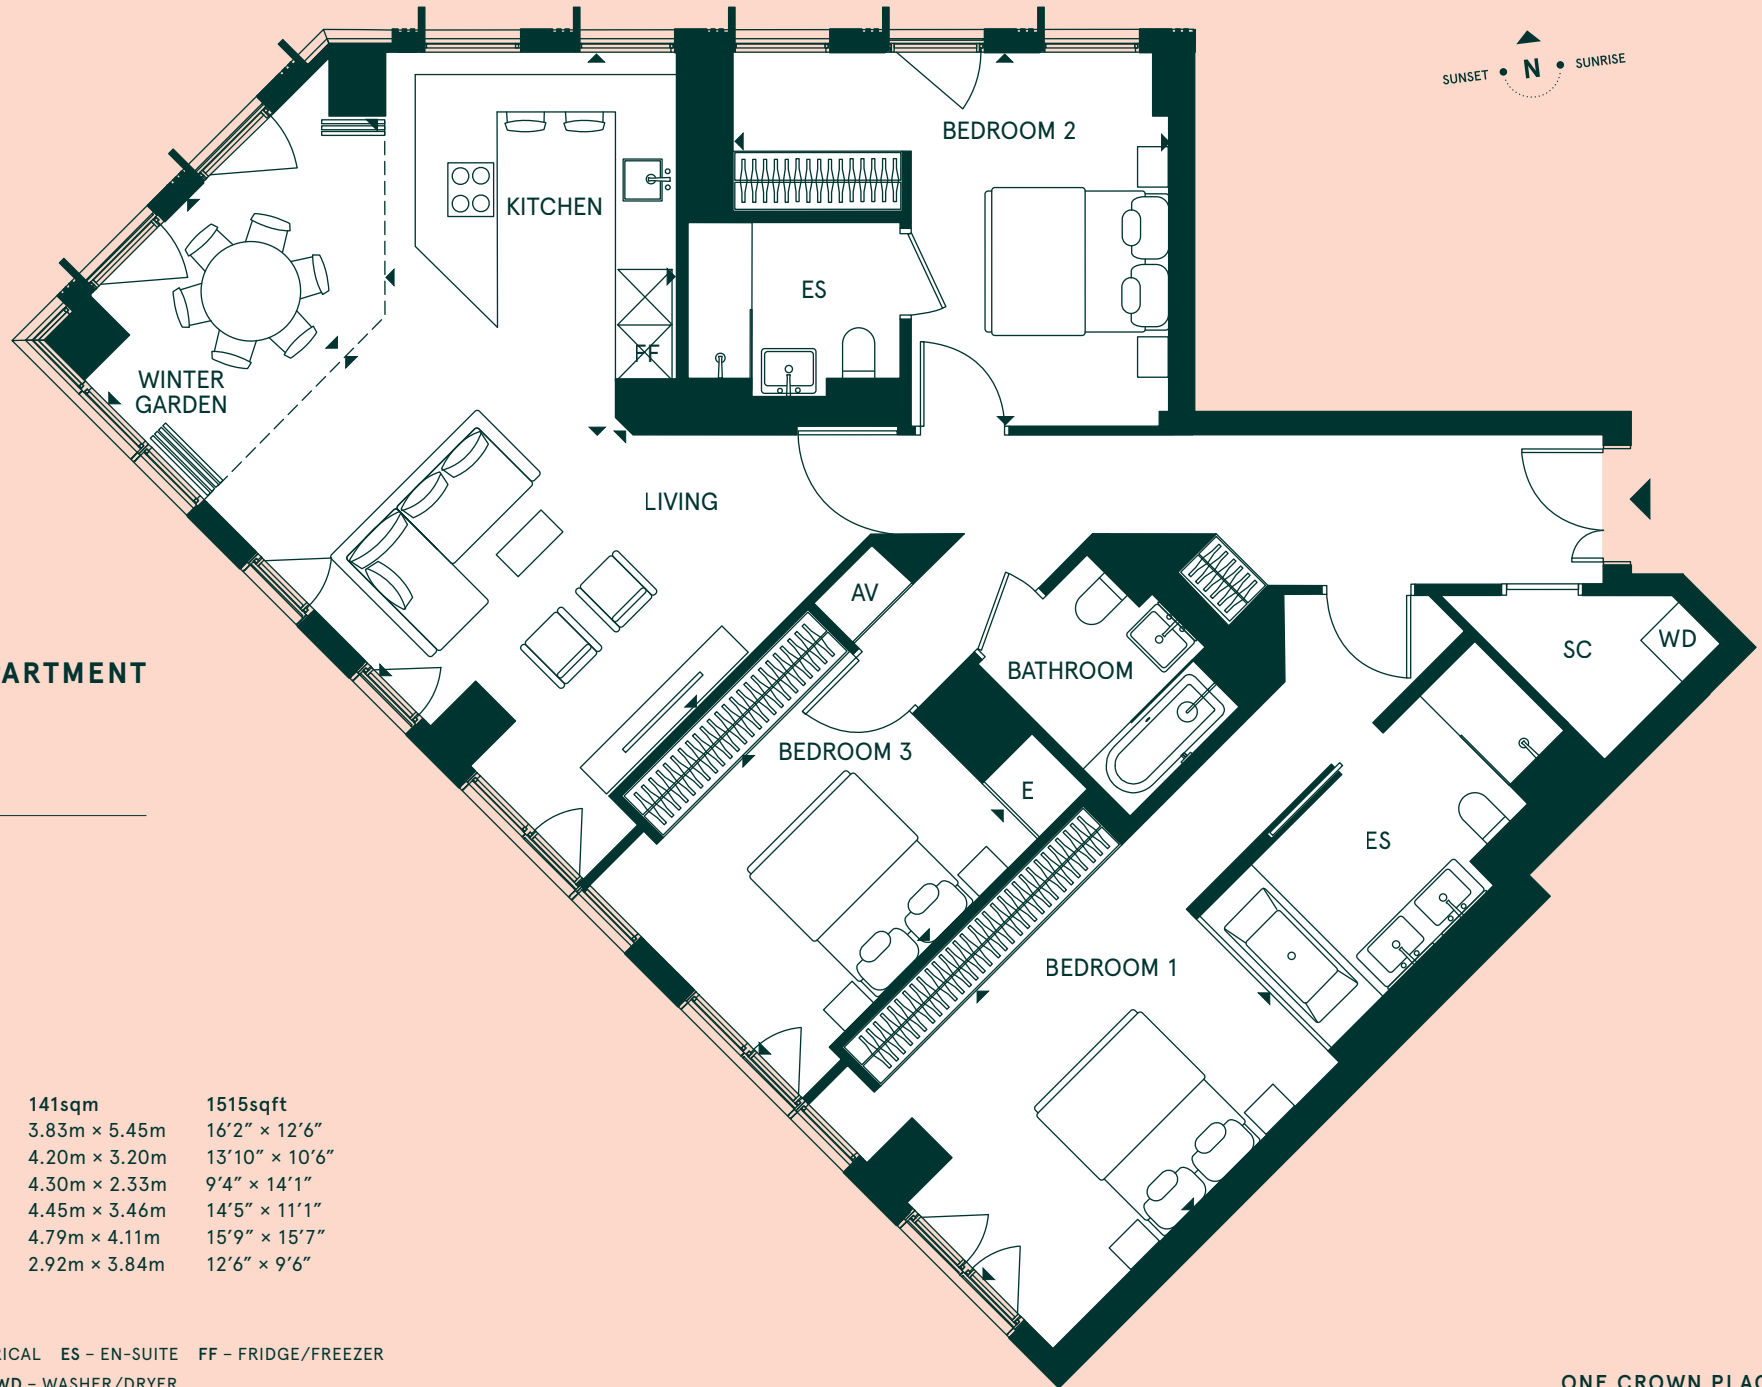 SUNSET N SUNRISE
BEDROOM 2
KITCHEN
ES
FF
WINTER
GARDEN
LIVING
AV
BATHROOM
SC
WD
BEDROOM 3
E
ES
BEDROOM 1
ARTMENT
141sqm 1515sqft
3.83m × 5.45m 16′2″ × 12′6″
4.20m × 3.20m 13′10″ × 10′6″
4.30m × 2.33m 9′4″ × 14′1″
4.45m × 3.46m 14′5″ × 11′1″
4.79m × 4.11m 15′9″ × 15′7″
2.92m × 3.84m 12′6″ × 9′6″
ICAL ES – EN-SUITE FF – FRIDGE/FREEZER
WD – WASHER/DRYER
ONE CROWN PLAC